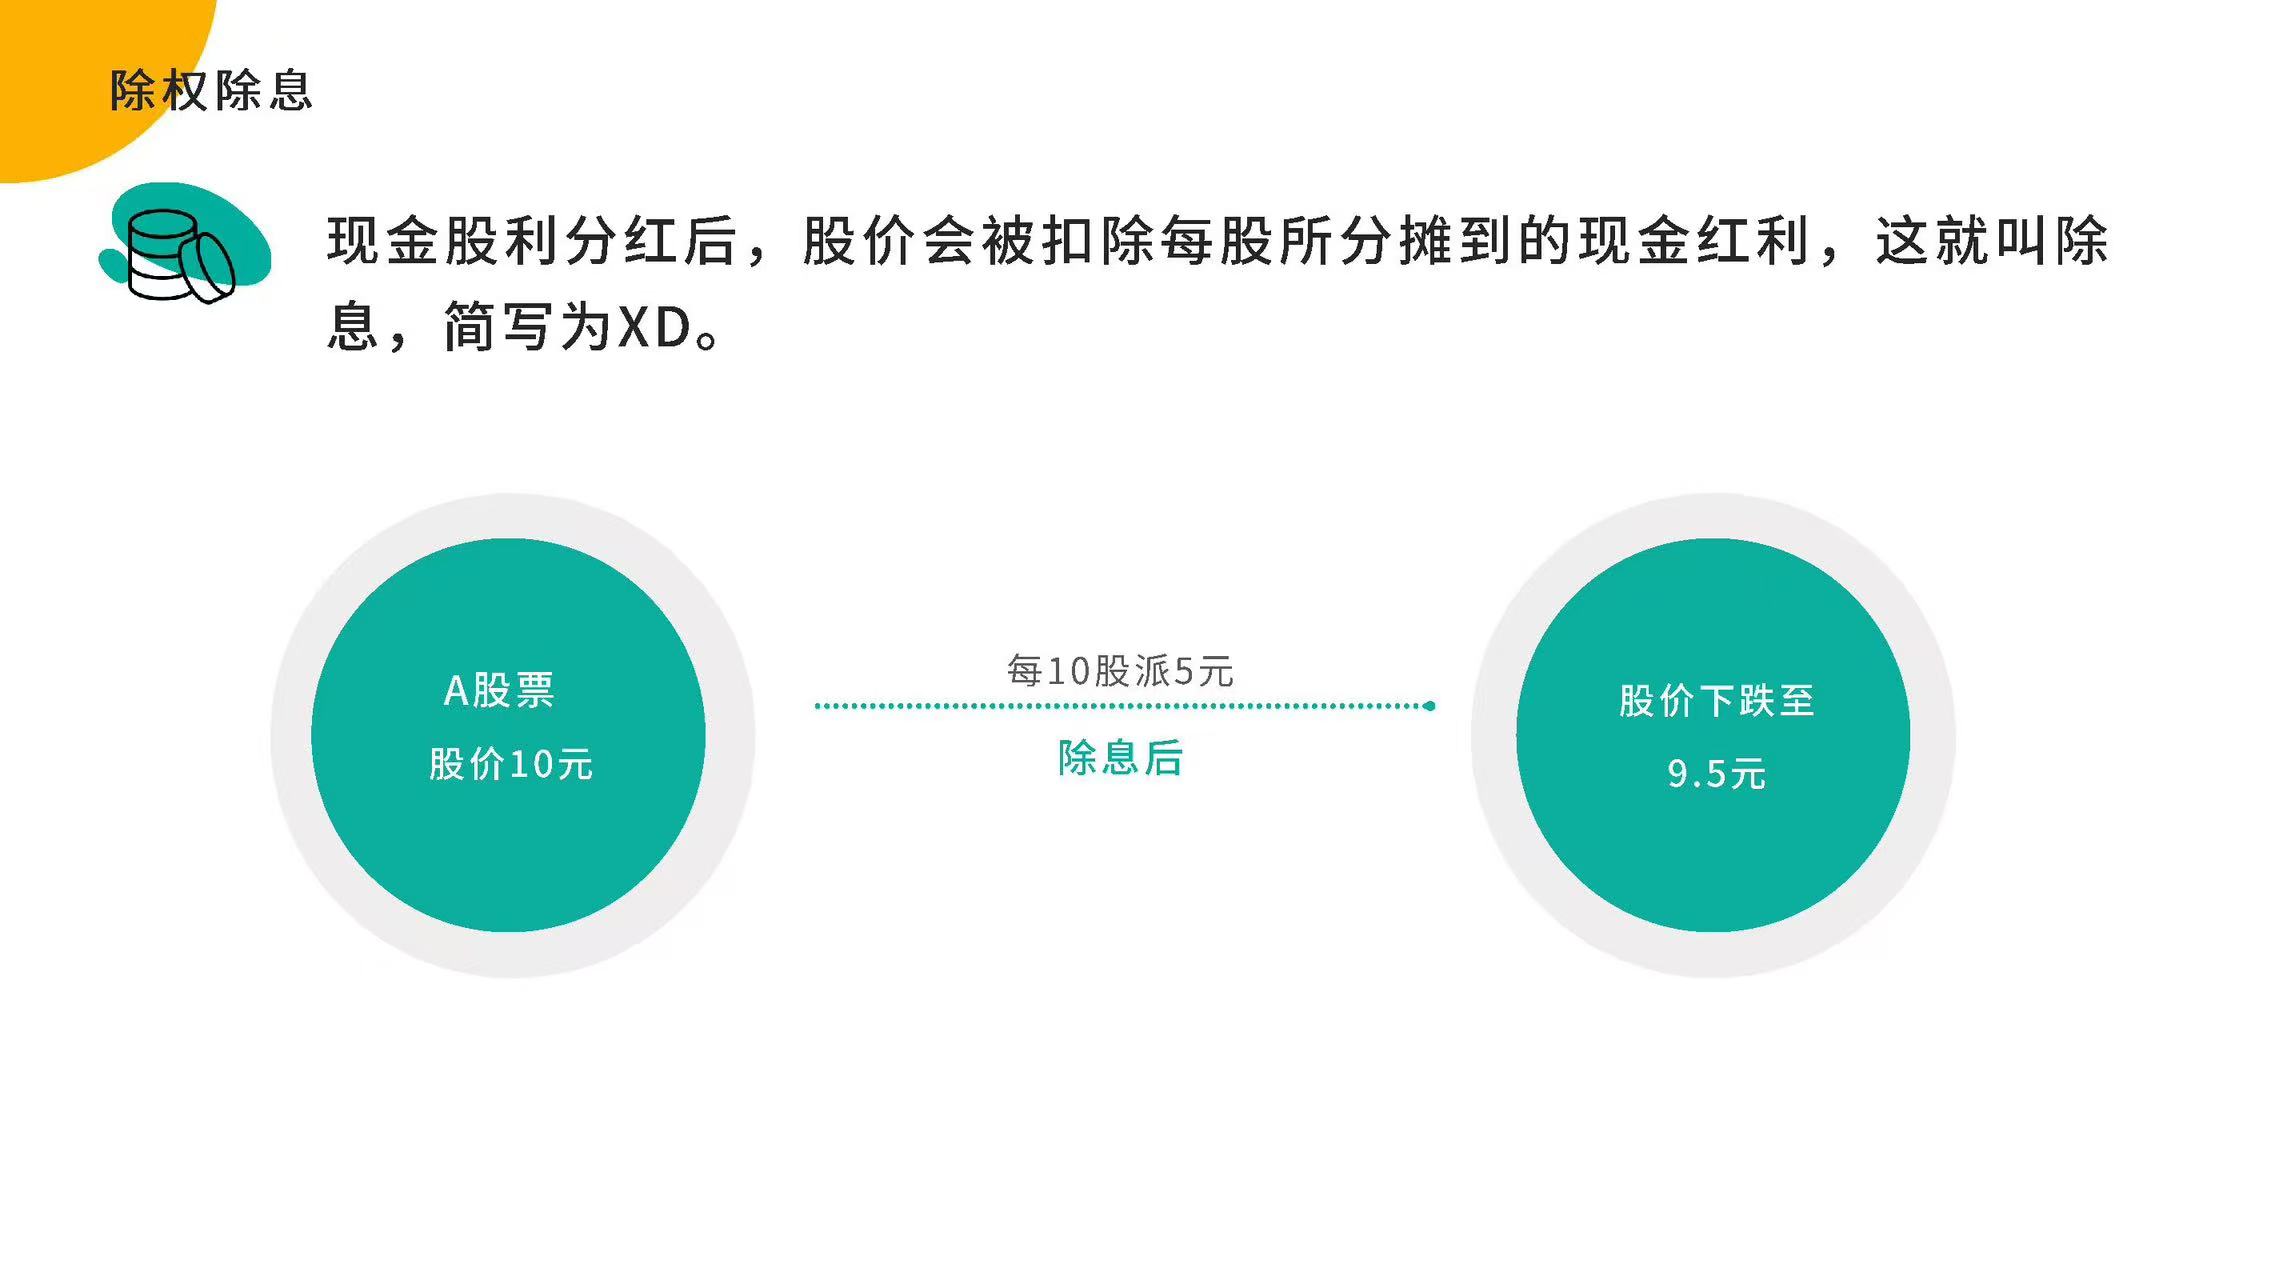 除权除息
现金股利分红后，股价会被扣除每股所分摊到的现金红利，这就叫除
息，简写为XD。
A股票
股价10元
每10股派5元
除息后
股价下跌至
9.5元